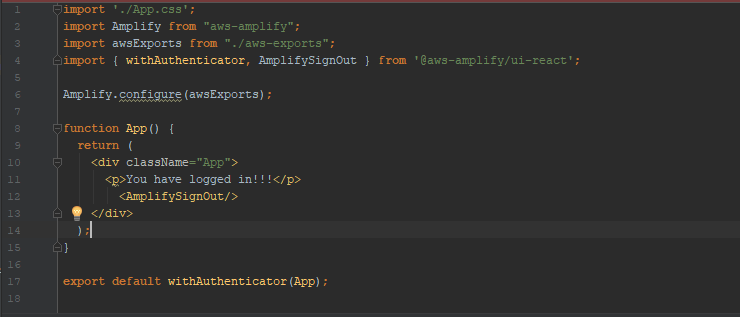 1 import './App.css';
2 import Amplify from "aws-amplify";
3 import awsExports from "./aws-exports";
4 import { withAuthenticator, AmplifySignOut } from '@aws-amplify/ui-react';
5
6 Amplify.configure(awsExports);
7
8 function App() {
9   return (
10     <div className="App">
11       <p>You have logged in!!!</p>
12         <AmplifySignOut/>
13     </div>
14   );
15 }
16
17 export default withAuthenticator(App);
18